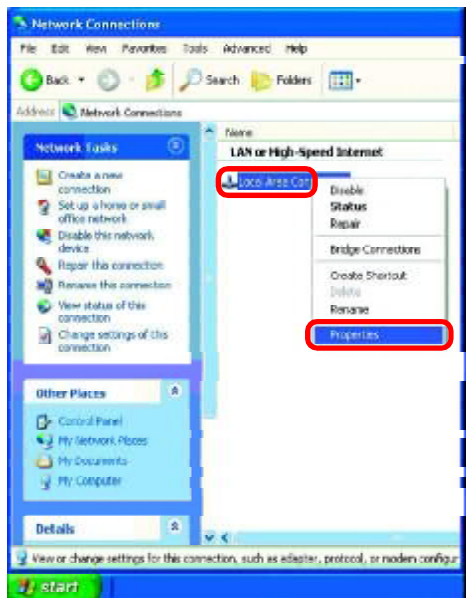 Network Connections
File Edit View Favorites Tools Advanced Help
Back Search Folders
Address Network Connections
Name
LAN or High-Speed Internet
Local Area Con
Disable
Status
Repair
Bridge Connections
Create Shortcut
Delete
Rename
Properties
Network Tasks
Create a new
connection
Set up a home or small
office network
Disable this network
device
Repair this connection
Rename this connection
View status of this
connection
Change settings of this
connection
Other Places
Control Panel
My Network Places
My Documents
My Computer
Details
View or change settings for this connection, such as adapter, protocol, or modem configur
start